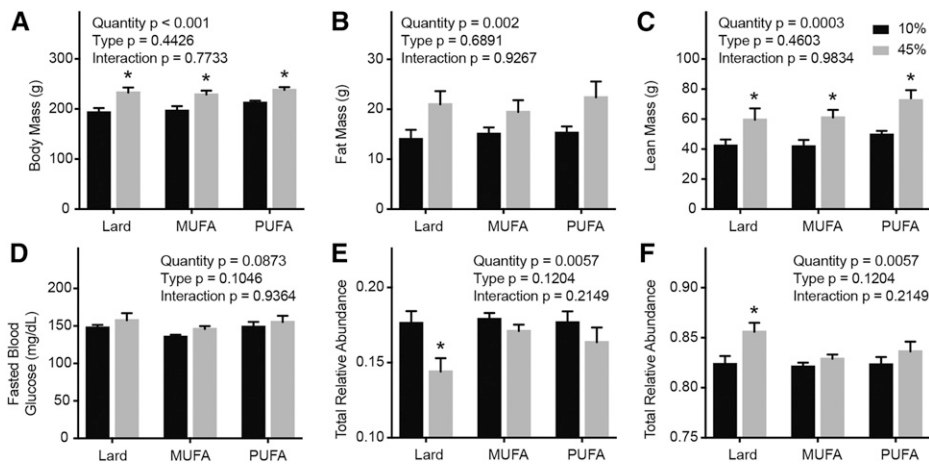 A
Quantity p < 0.001
Type p = 0.4426
Interaction p = 0.7733
Body Mass (g)
300
200
100
0
* * *
Lard MUFA PUFA
B
Quantity p = 0.002
Type p = 0.6891
Interaction p = 0.9267
Fat Mass (g)
30
20
10
0
Lard MUFA PUFA
C
Quantity p = 0.0003
Type p = 0.4603
Interaction p = 0.9834
10%
45%
Lean Mass (g)
100
80
60
40
20
0
* * *
Lard MUFA PUFA
D
Quantity p = 0.0873
Type p = 0.1046
Interaction p = 0.9364
Fasted Blood
Glucose (mg/dL)
250
200
150
100
50
0
Lard MUFA PUFA
E
Quantity p = 0.0057
Type p = 0.1204
Interaction p = 0.2149
Total Relative Abundance
0.20
0.15
0.10
*
Lard MUFA PUFA
F
Quantity p = 0.0057
Type p = 0.1204
Interaction p = 0.2149
Total Relative Abundance
0.90
0.85
0.80
0.75
*
Lard MUFA PUFA